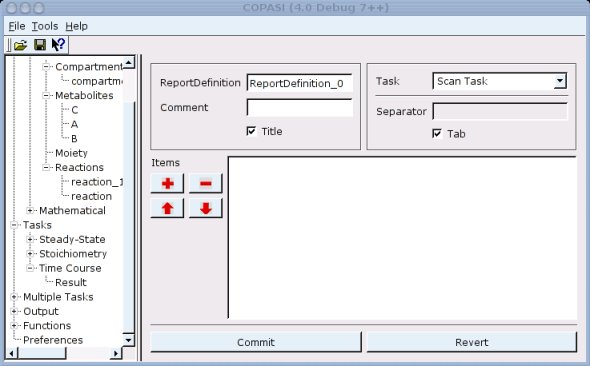 COPASI (4.0 Debug 7++)
File Tools Help
Compartment
compartme
Metabolites
C
A
B
Moiety
Reactions
reaction_1
reaction
Mathematical
Tasks
Steady-State
Stoichiometry
Time Course
Result
Multiple Tasks
Output
Functions
Preferences
ReportDefinition ReportDefinition_0
Comment
Title
Task Scan Task
Separator
Tab
Items
Commit Revert